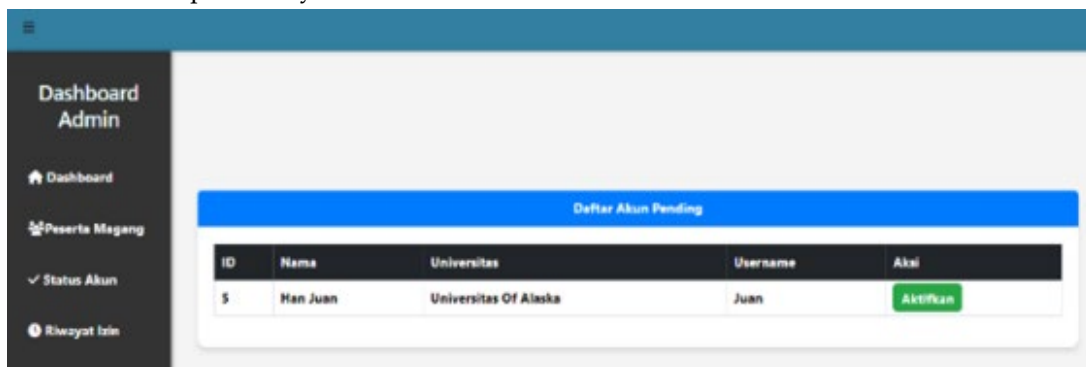 Dashboard
Admin
Dashboard
Peserta Magang
Status Akun
Riwayat Izin
Daftar Akun Pending
ID Nama Universitas Username Aksi
5 Han Juan Universitas Of Alaska Juan Aktifkan